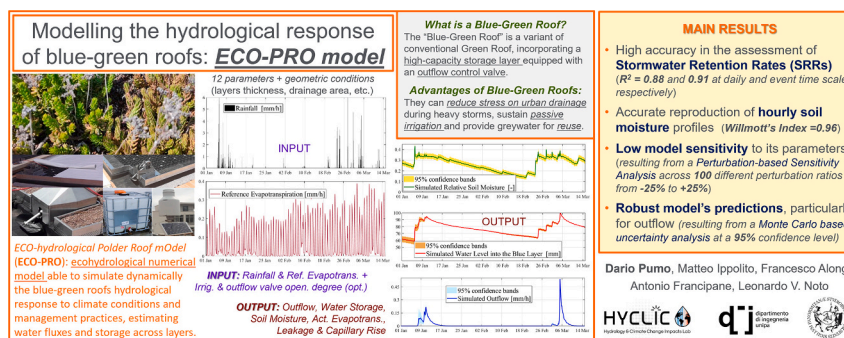 Modelling the hydrological response
of blue-green roofs: ECO-PRO model
ECO-hydrological Polder Roof mOdel
(ECO-PRO): ecohydrological numerical
model able to simulate dynamically
the blue-green roofs hydrological
response to climate conditions and
management practices, estimating
water fluxes and storage across layers.
12 parameters + geometric conditions
(layers thickness, drainage area, etc.)
Rainfall [mm/h]
INPUT
Reference Evapotranspiration [mm/h]
INPUT: Rainfall & Ref. Evapotrans. +
Irrig. & outflow valve open. degree (opt.)
OUTPUT: Outflow, Water Storage,
Soil Moisture, Act. Evapotrans.,
Leakage & Capillary Rise
What is a Blue-Green Roof?
The “Blue-Green Roof” is a variant of
conventional Green Roof, incorporating a
high-capacity storage layer equipped with
an outflow control valve.
Advantages of Blue-Green Roofs:
They can reduce stress on urban drainage
during heavy storms, sustain passive
irrigation and provide greywater for reuse.
95% confidence bands
Simulated Relative Soil Moisture [-]
OUTPUT
95% confidence bands
Simulated Water Level into the Blue Layer [mm]
95% confidence bands
Simulated Outflow [mm/h]
MAIN RESULTS
• High accuracy in the assessment of
Stormwater Retention Rates (SRRs)
(R² = 0.88 and 0.91 at daily and event time scale
respectively)
• Accurate reproduction of hourly soil
moisture profiles (Willmott's Index =0.96)
• Low model sensitivity to its parameters
(resulting from a Perturbation-based Sensitivity
Analysis across 100 different perturbation ratios
from -25% to +25%)
• Robust model's predictions, particularl
for outflow (resulting from a Monte Carlo based
uncertainty analysis at a 95% confidence level)
Dario Pumo, Matteo Ippolito, Francesco Along
Antonio Francipane, Leonardo V. Noto
HYCLIC
Hydrology & Climate Change Impacts Lab
dipartimento
di ingegneria
unipa